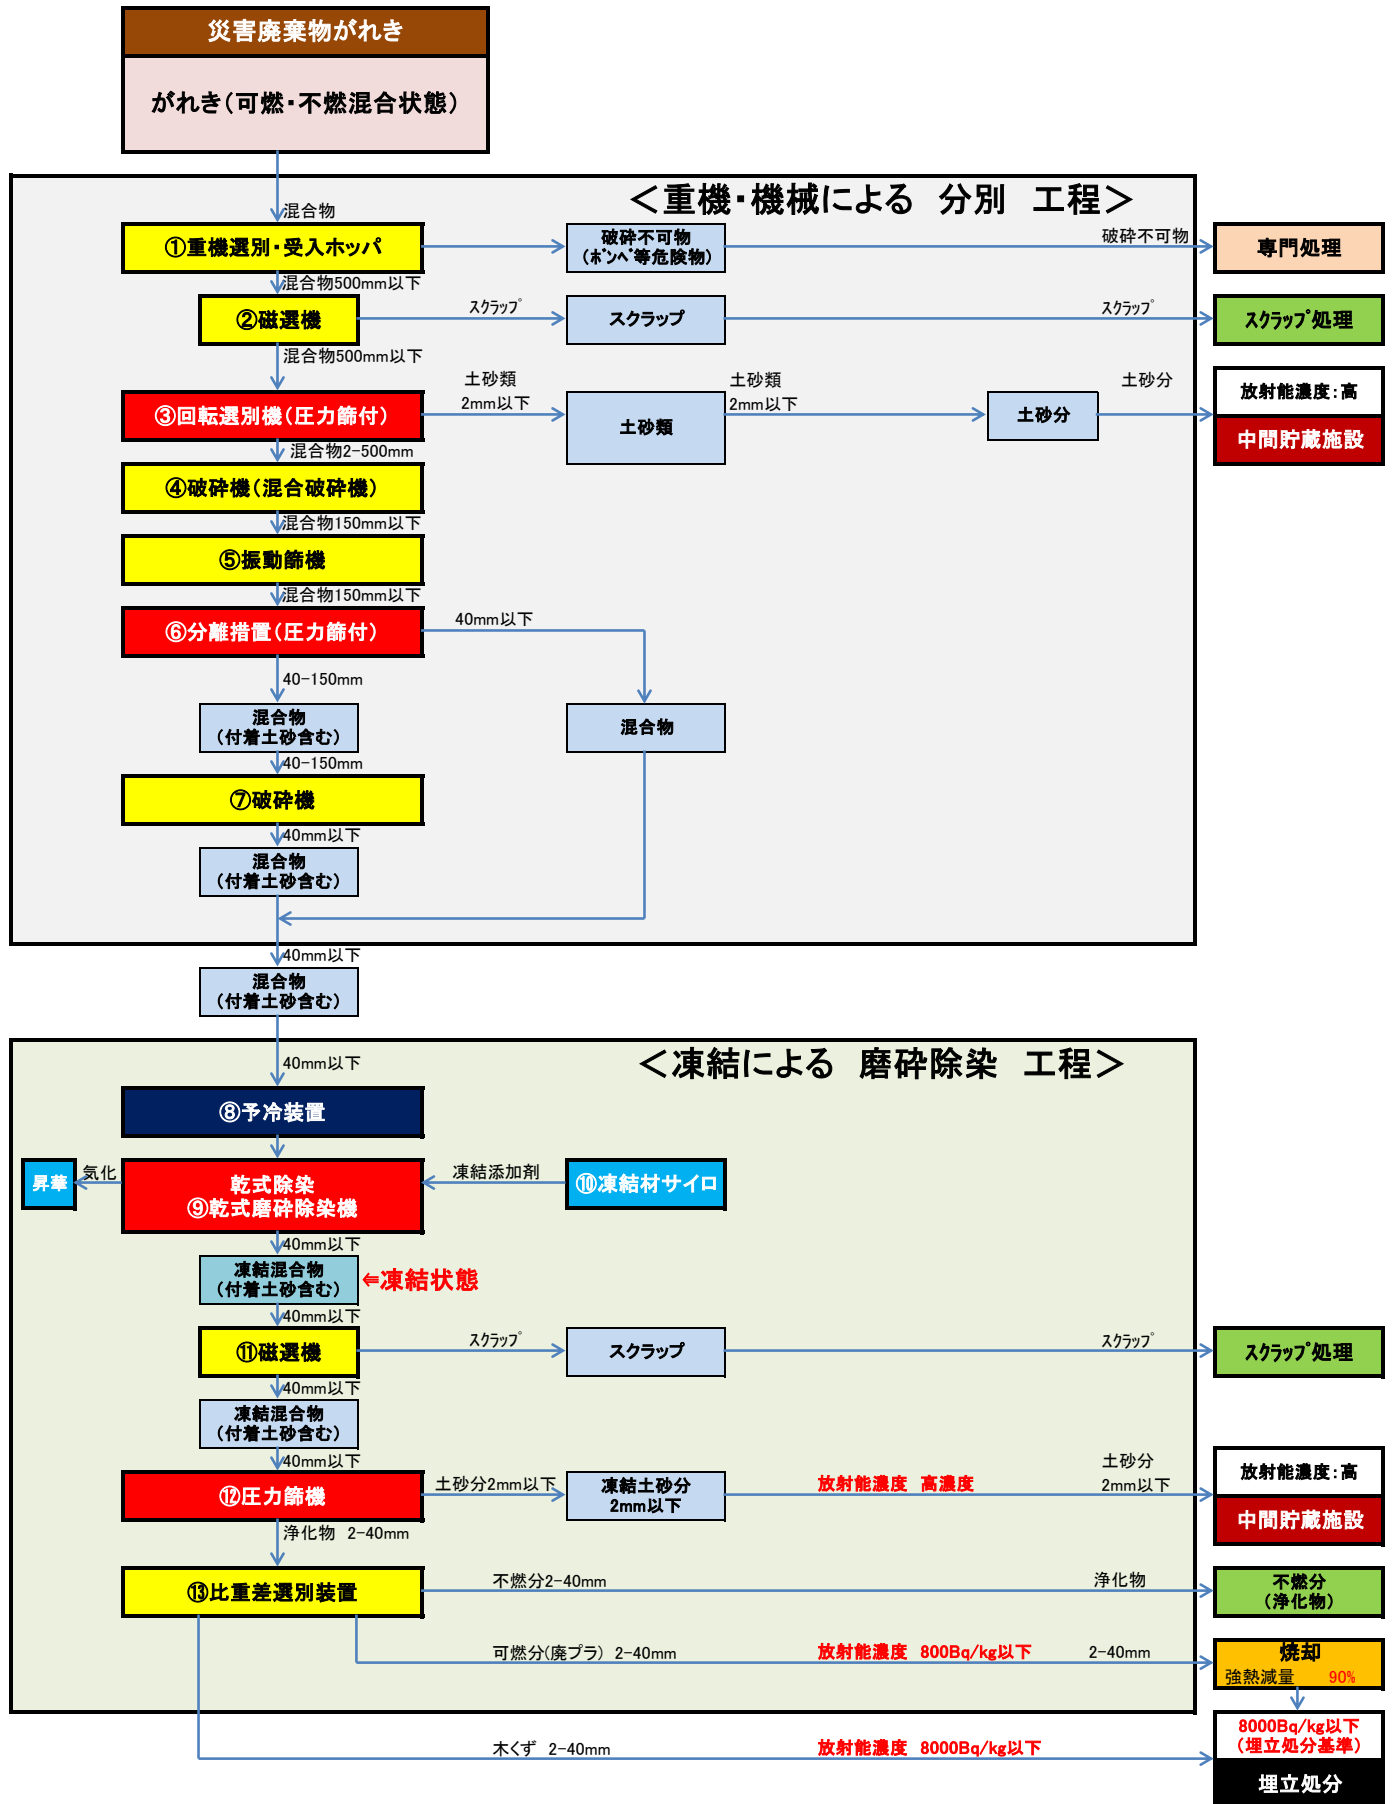 災害廃棄物がれき
がれき(可燃・不燃混合状態)
＜重機・機械による　分別　工程＞
混合物
①重機選別・受入ホッパ
破砕不可物
(ﾎﾞﾝﾍﾞ等危険物)
破砕不可物
専門処理
混合物500mm以下
②磁選機
ｽｸﾗｯﾌﾟ
スクラップ
ｽｸﾗｯﾌﾟ
ｽｸﾗｯﾌﾟ処理
混合物500mm以下
③回転選別機(圧力篩付)
土砂類
2mm以下
土砂類
土砂類
2mm以下
土砂分
土砂分
放射能濃度:高
中間貯蔵施設
混合物2-500mm
④破砕機(混合破砕機)
混合物150mm以下
⑤振動篩機
混合物150mm以下
⑥分離措置(圧力篩付)
40mm以下
40-150mm
混合物
(付着土砂含む)
混合物
40-150mm
⑦破砕機
40mm以下
混合物
(付着土砂含む)
40mm以下
混合物
(付着土砂含む)
＜凍結による　磨砕除染　工程＞
40mm以下
⑧予冷装置
昇華
気化
乾式除染
⑨乾式磨砕除染機
凍結添加剤
⑩凍結材サイロ
40mm以下
凍結混合物
(付着土砂含む)
⇚凍結状態
40mm以下
⑪磁選機
ｽｸﾗｯﾌﾟ
スクラップ
ｽｸﾗｯﾌﾟ
ｽｸﾗｯﾌﾟ処理
40mm以下
凍結混合物
(付着土砂含む)
40mm以下
⑫圧力篩機
土砂分2mm以下
凍結土砂分
2mm以下
放射能濃度　高濃度
土砂分
2mm以下
放射能濃度:高
中間貯蔵施設
浄化物 2-40mm
⑬比重差選別装置
不燃分2-40mm
浄化物
不燃分
(浄化物)
可燃分(廃プラ) 2-40mm
放射能濃度 800Bq/kg以下
2-40mm
焼却
強熱減量 90%
木くず 2-40mm
放射能濃度 8000Bq/kg以下
8000Bq/kg以下
(埋立処分基準)
埋立処分